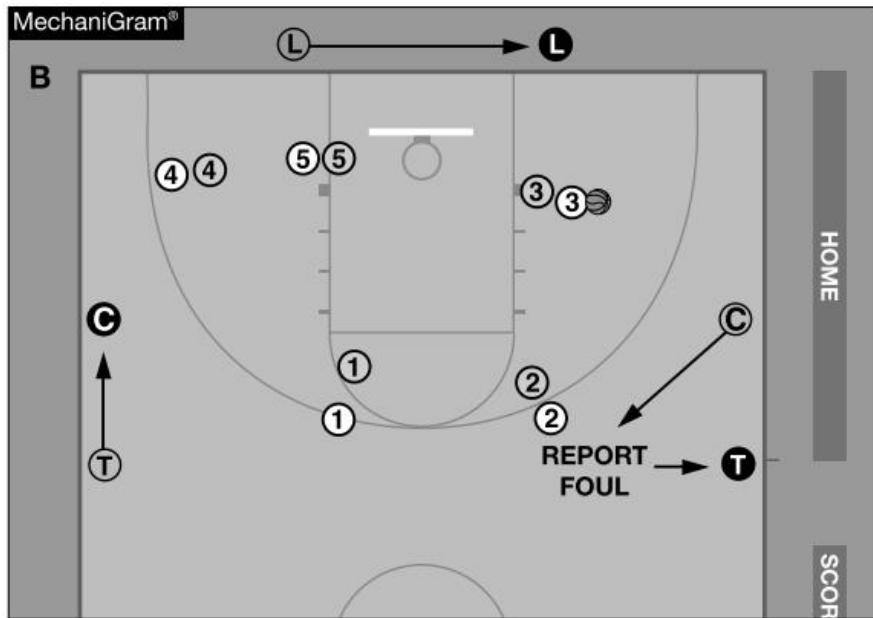 MechaniGram®
L L
B
5 5
4 4
3 3
HOME
C C
1 2
1 2
REPORT
FOUL
T T
SCOR